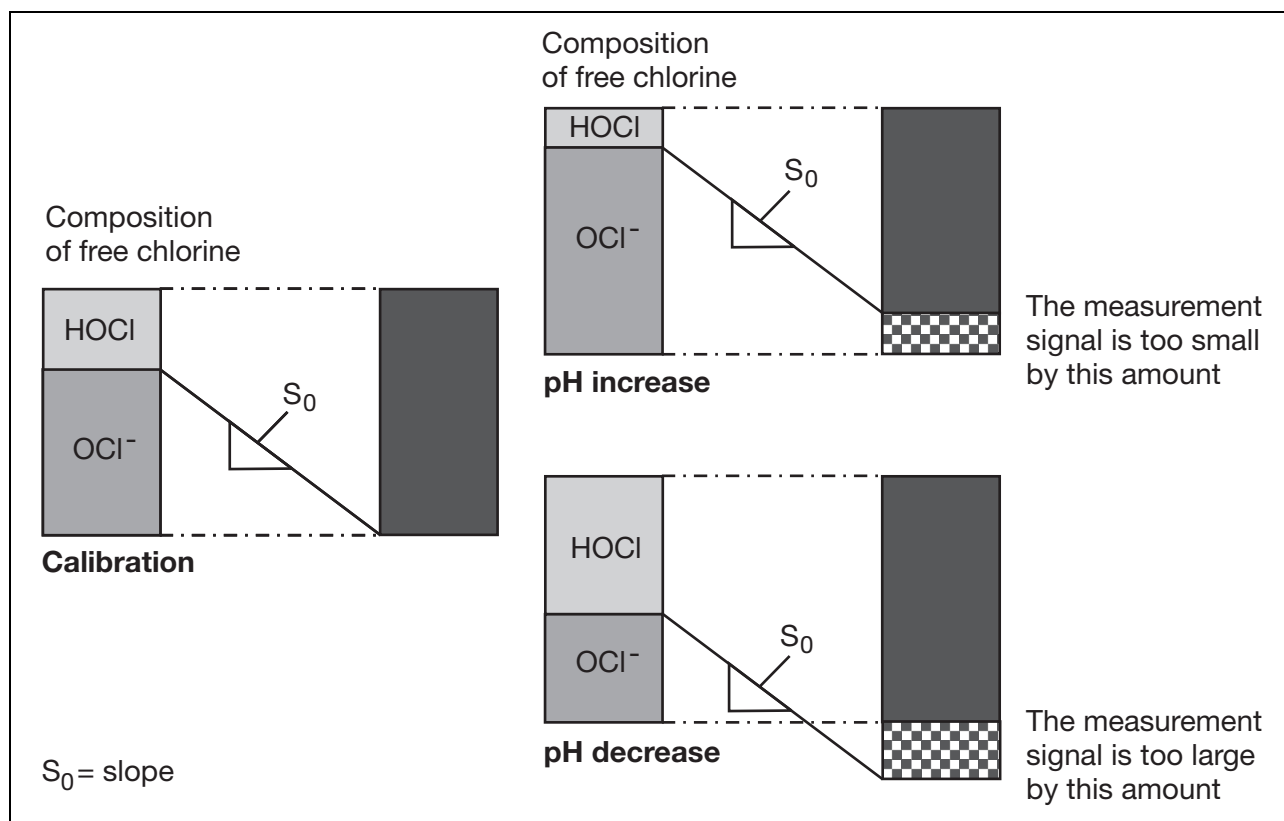 Composition
of free chlorine
HOCl
OCl⁻
S₀
Calibration
S₀ = slope
Composition
of free chlorine
HOCl
OCl⁻
S₀
pH increase
The measurement
signal is too small
by this amount
HOCl
OCl⁻
S₀
pH decrease
The measurement
signal is too large
by this amount